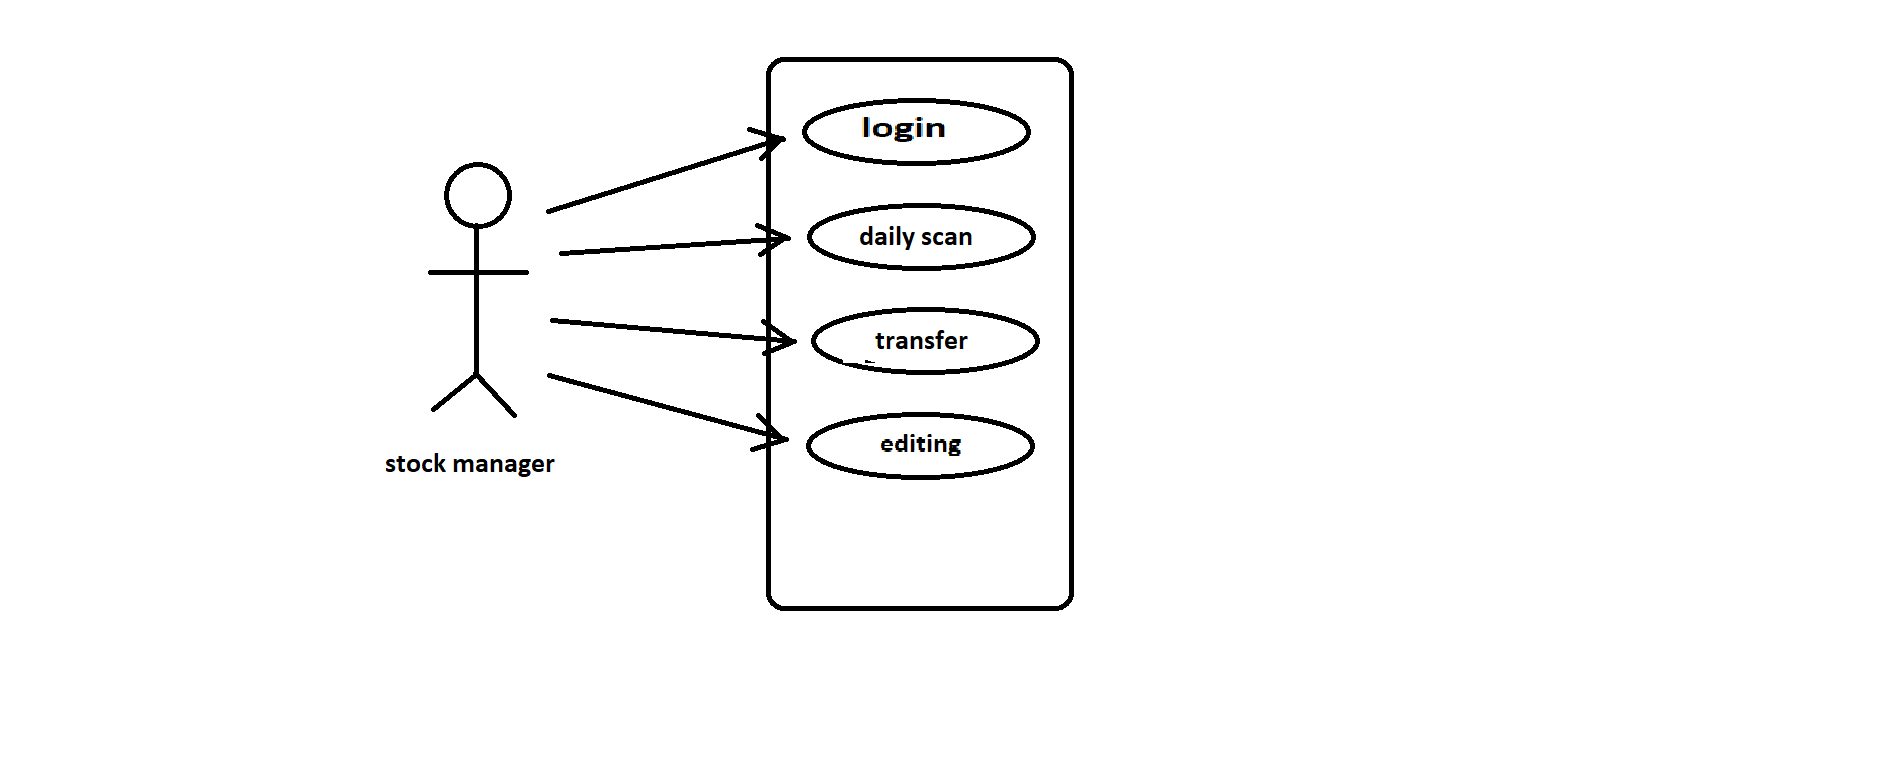 login
daily scan
transfer
editing
stock manager